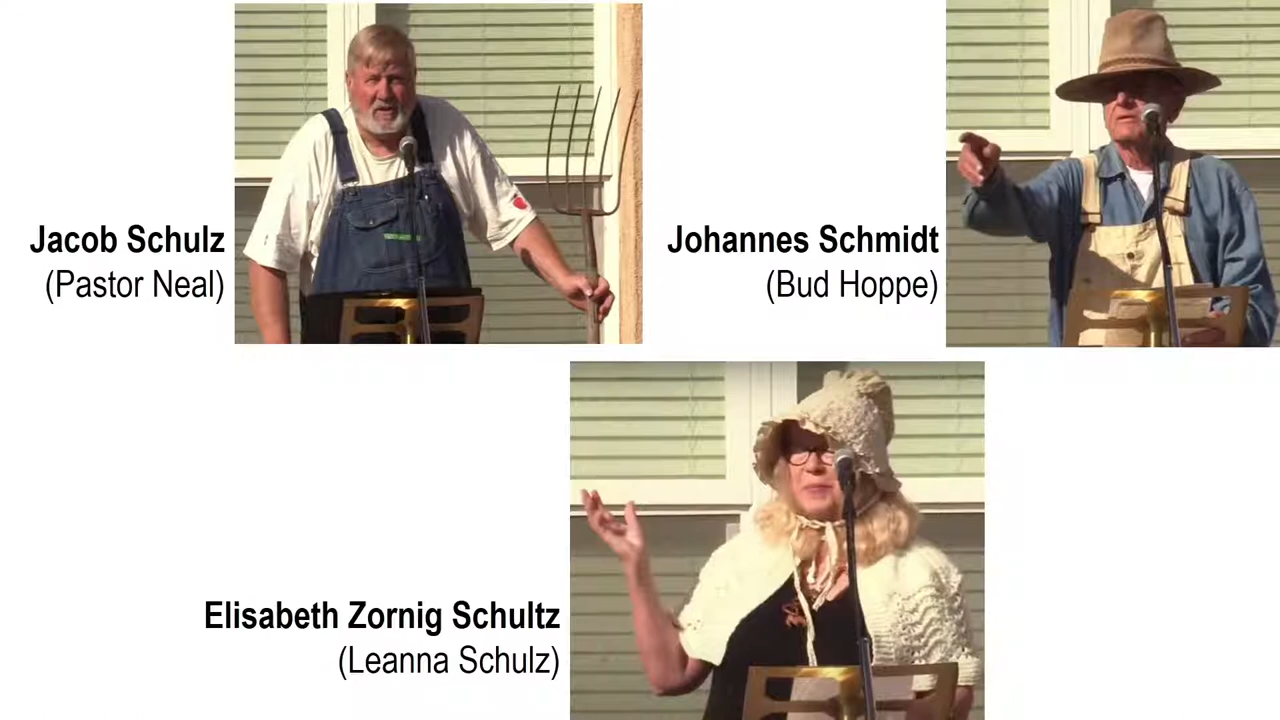 Jacob Schulz
(Pastor Neal)
Johannes Schmidt
(Bud Hoppe)
Elisabeth Zornig Schultz
(Leanna Schulz)